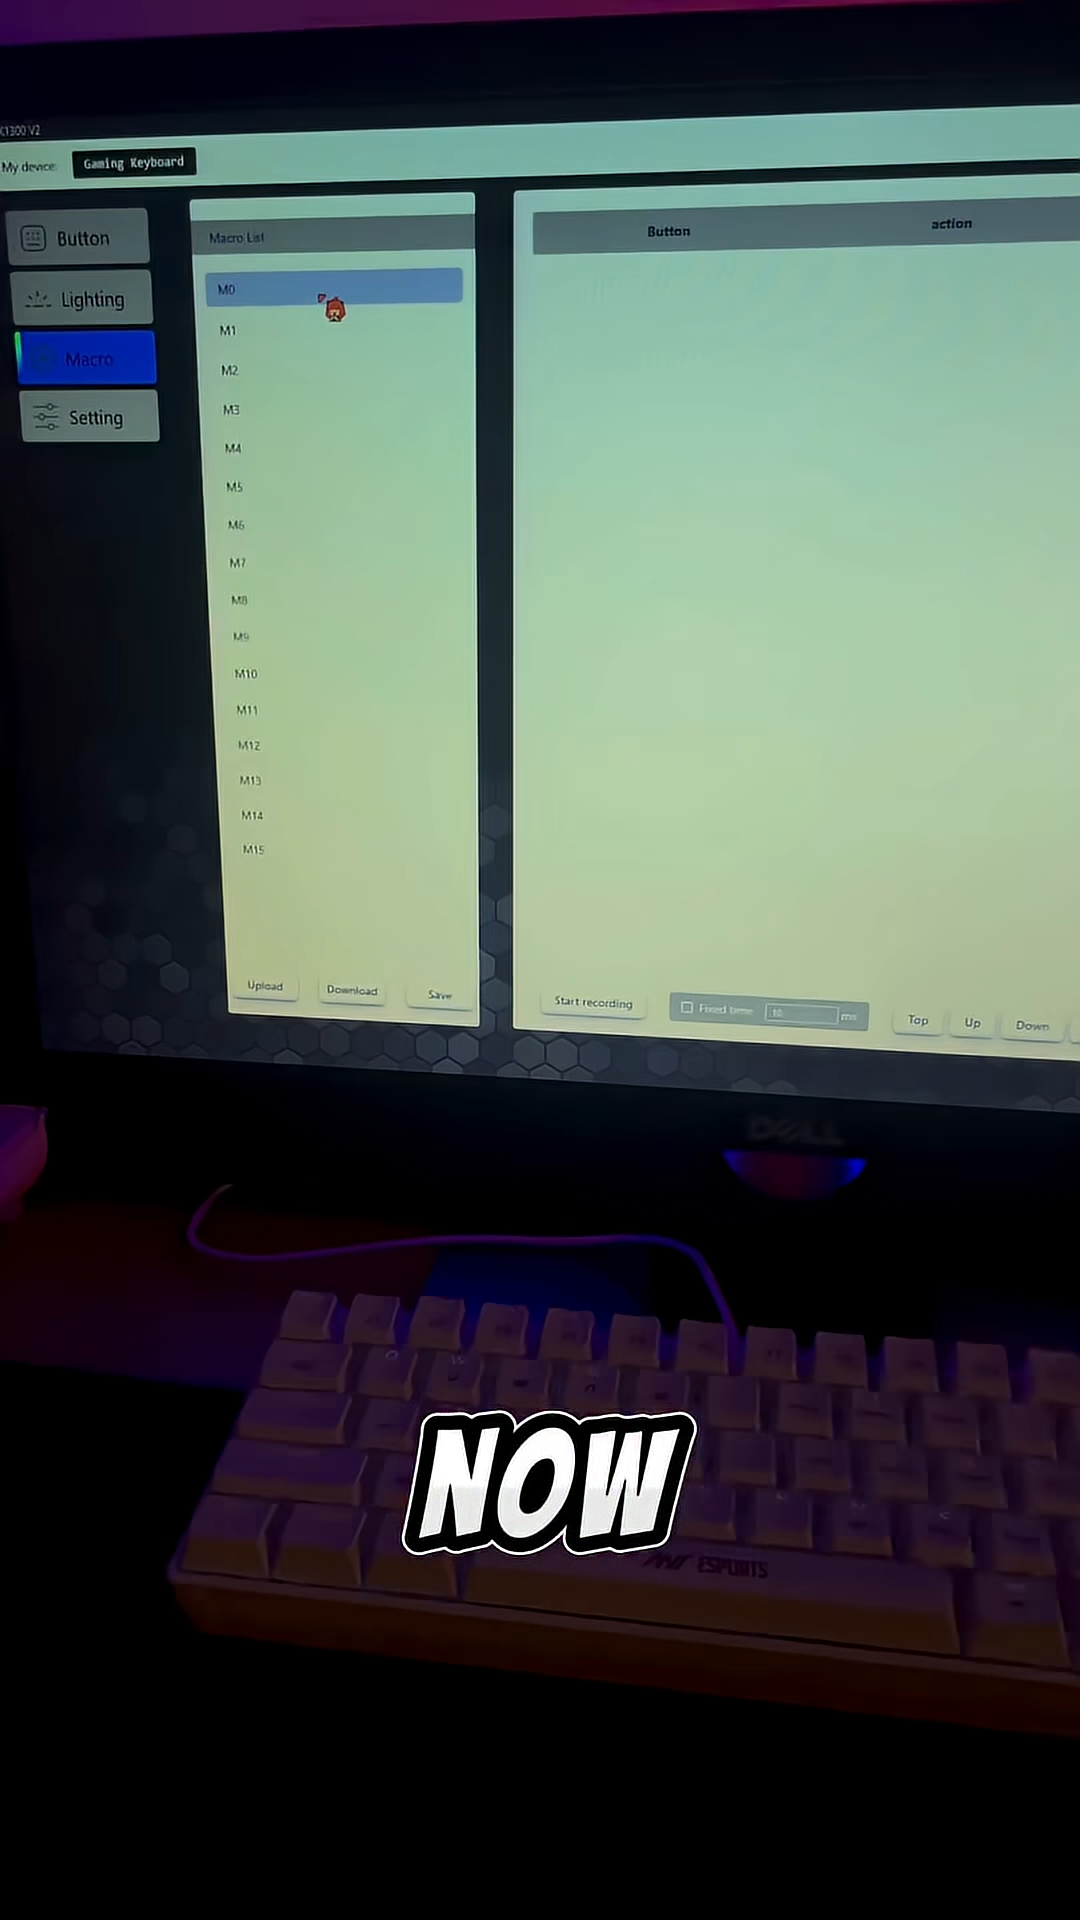 K1300 V2
My device:
Gaming Keyboard
Button
Lighting
Macro
Setting
Macro List
M0
M1
M2
M3
M4
M5
M6
M7
M8
M9
M10
M11
M12
M13
M14
M15
Upload
Download
Save
Button
action
Start recording
Fixed time
10
ms
Top
Up
Down
DELL
NOW
ESPORTS